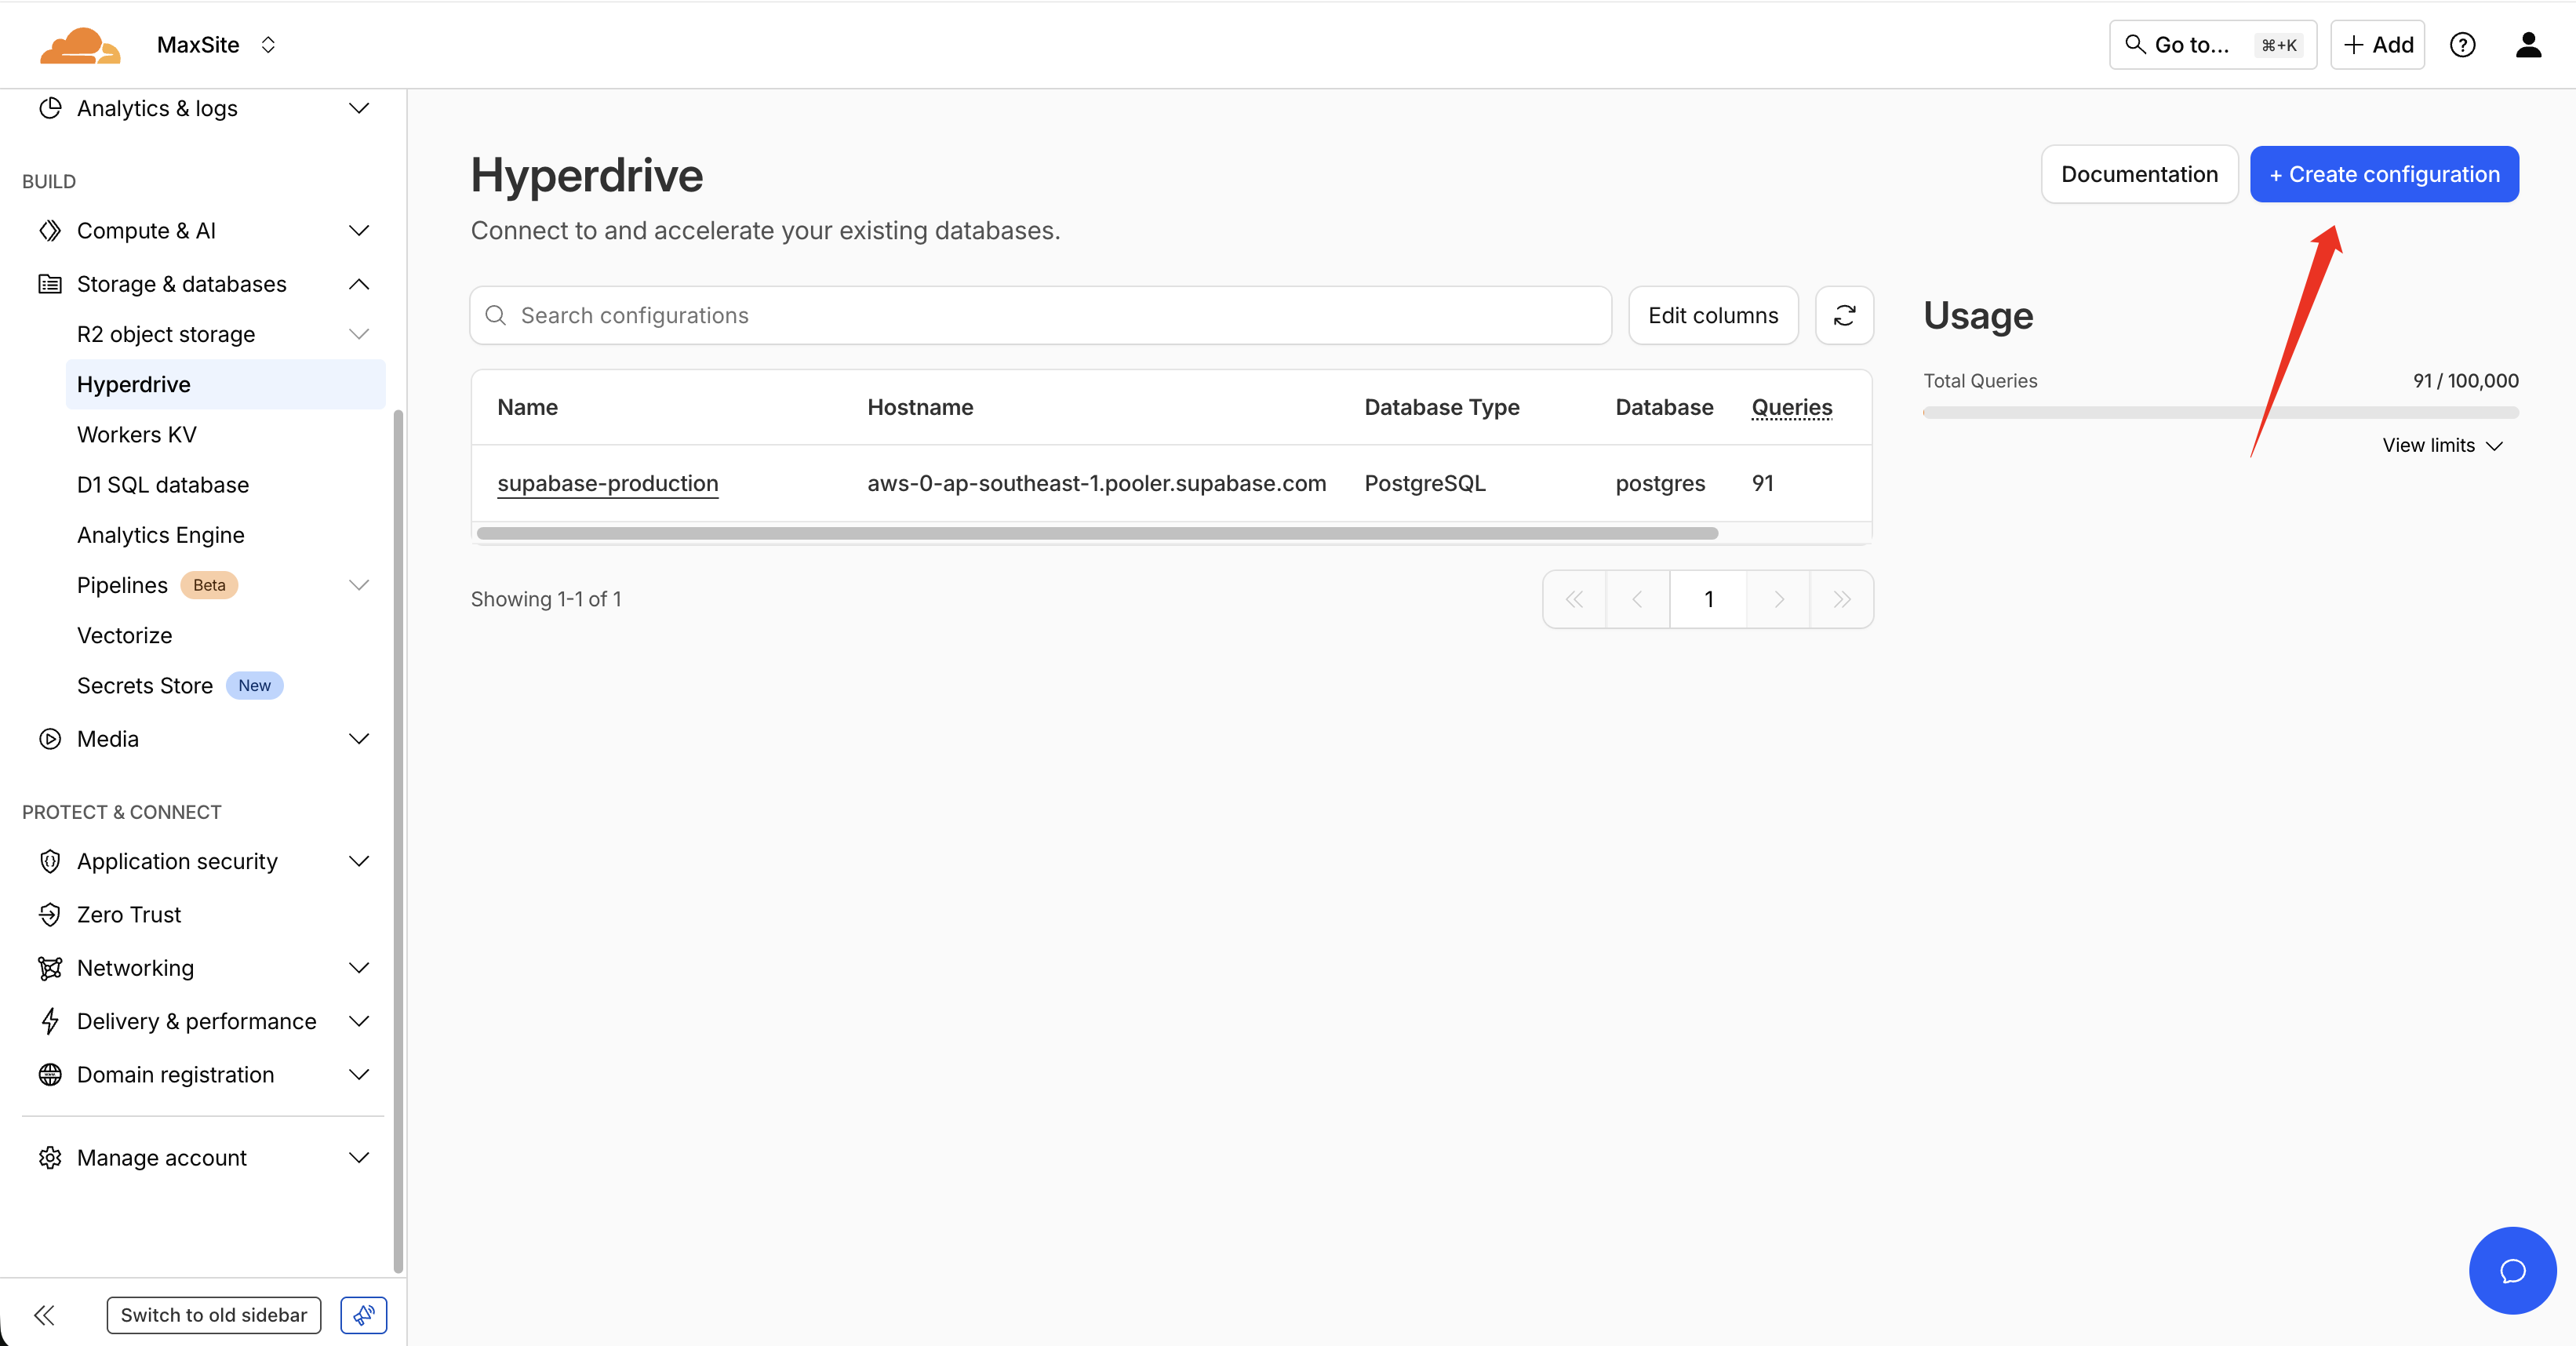 MaxSite
Go to... ⌘+K
+ Add
Analytics & logs
BUILD
Compute & AI
Storage & databases
R2 object storage
Hyperdrive
Workers KV
D1 SQL database
Analytics Engine
Pipelines Beta
Vectorize
Secrets Store New
Media
PROTECT & CONNECT
Application security
Zero Trust
Networking
Delivery & performance
Domain registration
Manage account
Switch to old sidebar
Hyperdrive
Connect to and accelerate your existing databases.
Documentation
+ Create configuration
Search configurations
Edit columns
Name Hostname Database Type Database Queries
supabase-production aws-0-ap-southeast-1.pooler.supabase.com PostgreSQL postgres 91
Showing 1-1 of 1
1
Usage
Total Queries 91 / 100,000
View limits